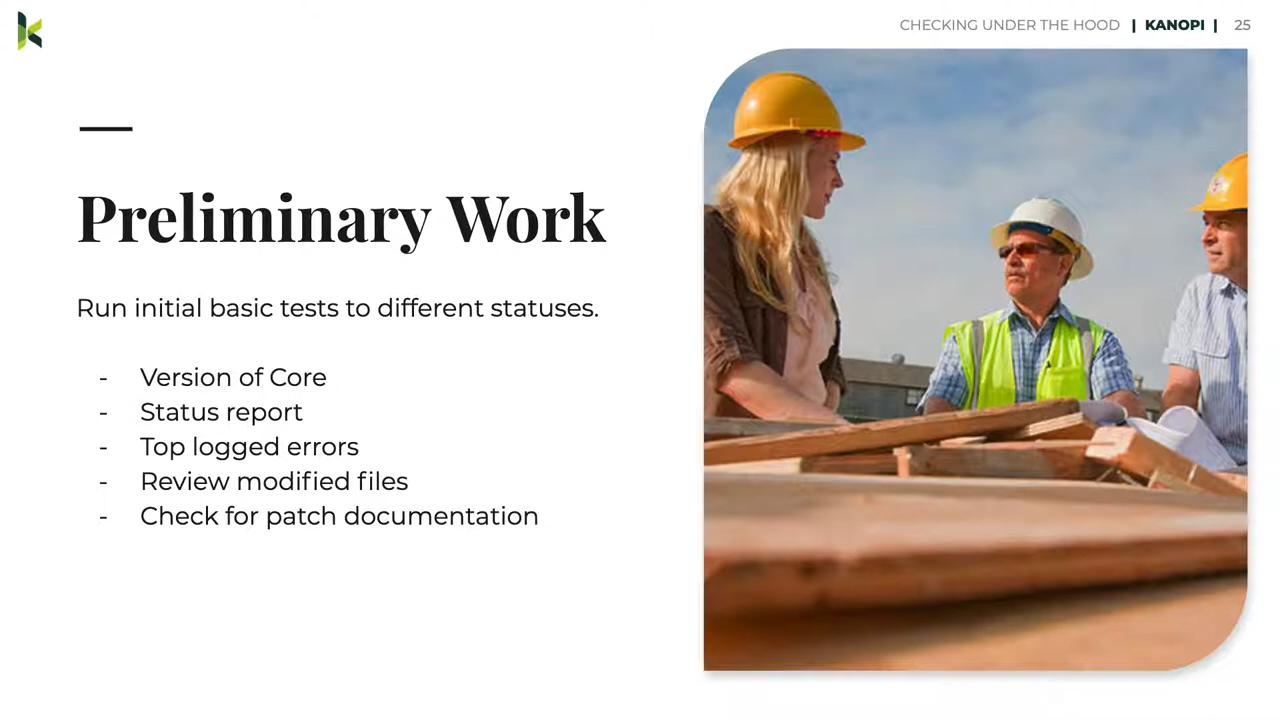 CHECKING UNDER THE HOOD | KANOPI | 25
Preliminary Work
Run initial basic tests to different statuses.
- Version of Core
- Status report
- Top logged errors
- Review modified files
- Check for patch documentation